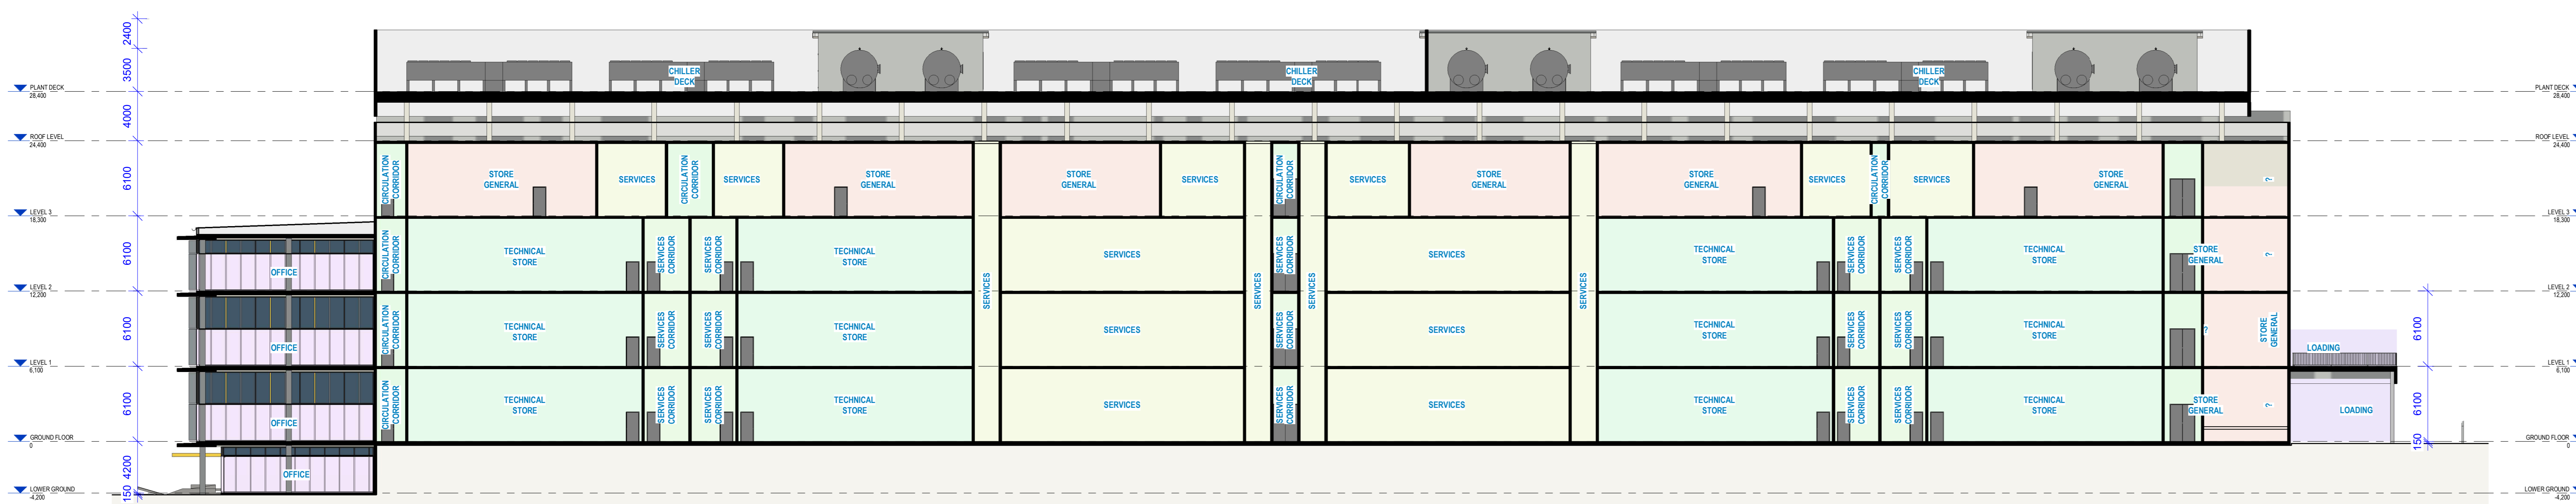 2400
3500
4000
6100
6100
6100
6100
4200
150
PLANT DECK
28,400
ROOF LEVEL
24,400
LEVEL 3
18,300
LEVEL 2
12,200
LEVEL 1
6,100
GROUND FLOOR
0
LOWER GROUND
-4,200
CHILLER
DECK
CHILLER
DECK
CHILLER
DECK
CIRCULATION
CORRIDOR
STORE
GENERAL
SERVICES
CIRCULATION
CORRIDOR
SERVICES
STORE
GENERAL
STORE
GENERAL
SERVICES
CIRCULATION
CORRIDOR
SERVICES
STORE
GENERAL
STORE
GENERAL
SERVICES
CIRCULATION
CORRIDOR
SERVICES
STORE
GENERAL
?
OFFICE
CIRCULATION
CORRIDOR
TECHNICAL
STORE
SERVICES
CORRIDOR
SERVICES
CORRIDOR
TECHNICAL
STORE
SERVICES
SERVICES
SERVICES
CORRIDOR
SERVICES
SERVICES
SERVICES
TECHNICAL
STORE
SERVICES
CORRIDOR
SERVICES
CORRIDOR
TECHNICAL
STORE
STORE
GENERAL
?
OFFICE
CIRCULATION
CORRIDOR
TECHNICAL
STORE
SERVICES
CORRIDOR
SERVICES
CORRIDOR
TECHNICAL
STORE
SERVICES
SERVICES
SERVICES
CORRIDOR
SERVICES
TECHNICAL
STORE
SERVICES
CORRIDOR
SERVICES
CORRIDOR
TECHNICAL
STORE
?
STORE
GENERAL
LOADING
OFFICE
CIRCULATION
CORRIDOR
TECHNICAL
STORE
SERVICES
CORRIDOR
SERVICES
CORRIDOR
TECHNICAL
STORE
SERVICES
SERVICES
CORRIDOR
SERVICES
TECHNICAL
STORE
SERVICES
CORRIDOR
SERVICES
CORRIDOR
TECHNICAL
STORE
STORE
GENERAL
?
LOADING
OFFICE
6100
6100
150
PLANT DECK
28,400
ROOF LEVEL
24,400
LEVEL 3
18,300
LEVEL 2
12,200
LEVEL 1
6,100
GROUND FLOOR
0
LOWER GROUND
-4,200